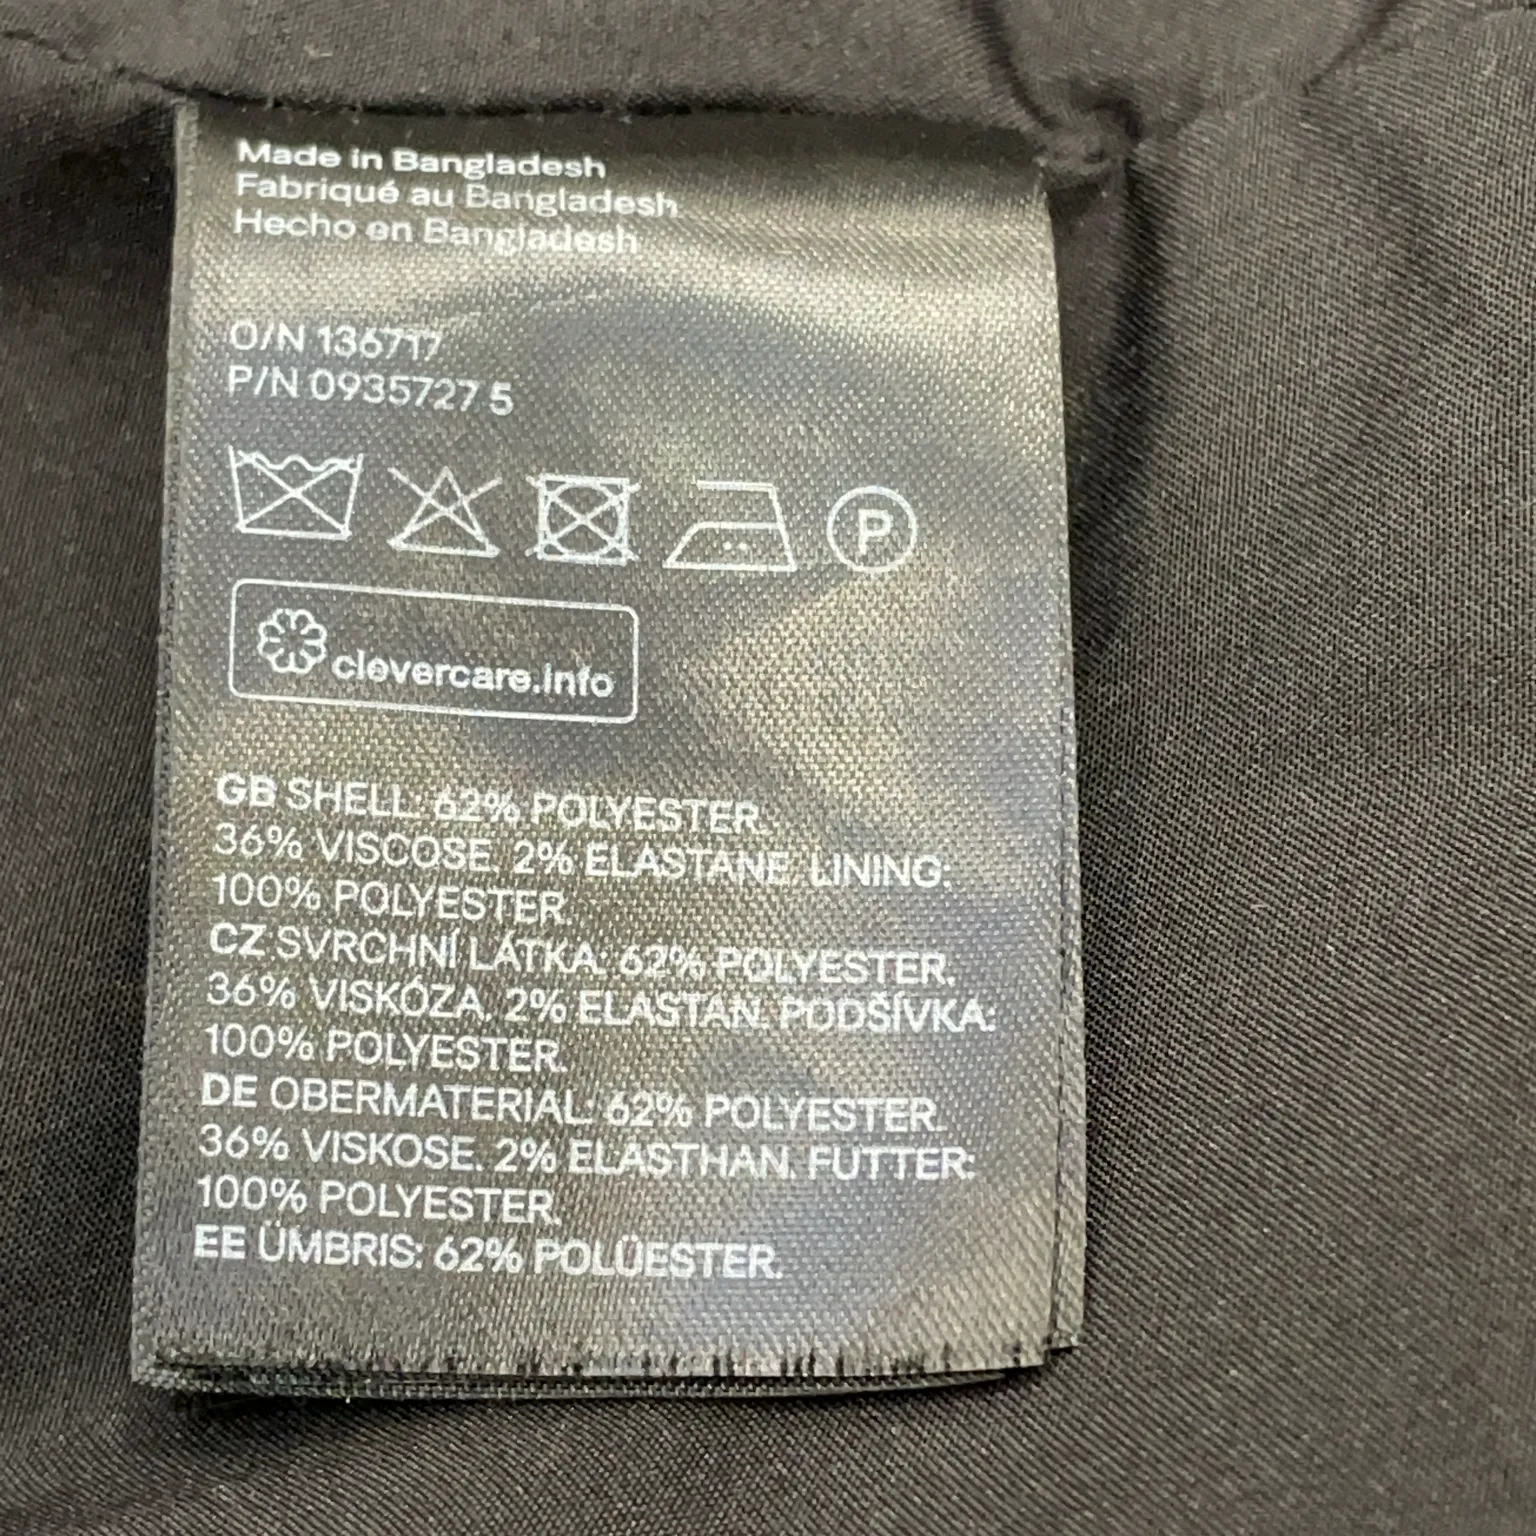 Made in Bangladesh
Fabriqué au Bangladesh
Hecho en Bangladesh
O/N 136717
P/N 0935727 5
P
clevercare.info
GB SHELL: 62% POLYESTER.
36% VISCOSE. 2% ELASTANE. LINING:
100% POLYESTER.
CZ SVRCHNÍ LÁTKA: 62% POLYESTER.
36% VISKÓZA. 2% ELASTAN. PODŠÍVKA:
100% POLYESTER.
DE OBERMATERIAL: 62% POLYESTER.
36% VISKOSE. 2% ELASTHAN. FUTTER:
100% POLYESTER.
EE ÜMBRIS: 62% POLÜESTER.